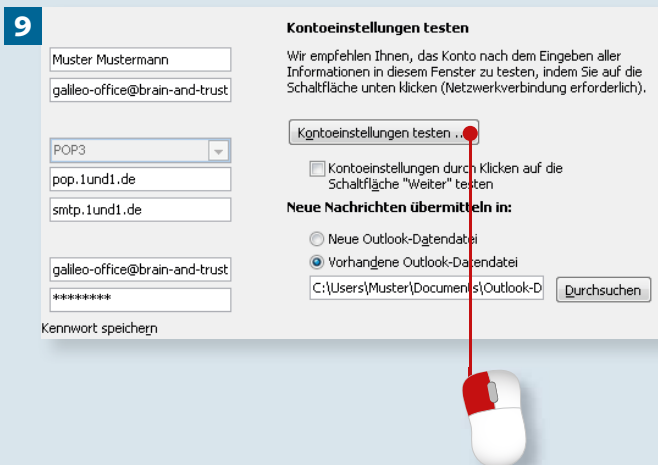 9
Muster Mustermann
galileo-office@brain-and-trust
POP3
pop.1und1.de
smtp.1und1.de
galileo-office@brain-and-trust
********
Kennwort speichern
Kontoeinstellungen testen
Wir empfehlen Ihnen, das Konto nach dem Eingeben aller
Informationen in diesem Fenster zu testen, indem Sie auf die
Schaltfläche unten klicken (Netzwerkverbindung erforderlich).
Kontoeinstellungen testen ...
Kontoeinstellungen durch Klicken auf die
Schaltfläche "Weiter" testen
Neue Nachrichten übermitteln in:
Neue Outlook-Datendatei
Vorhandene Outlook-Datendatei
C:\Users\Muster\Documents\Outlook-D
Durchsuchen